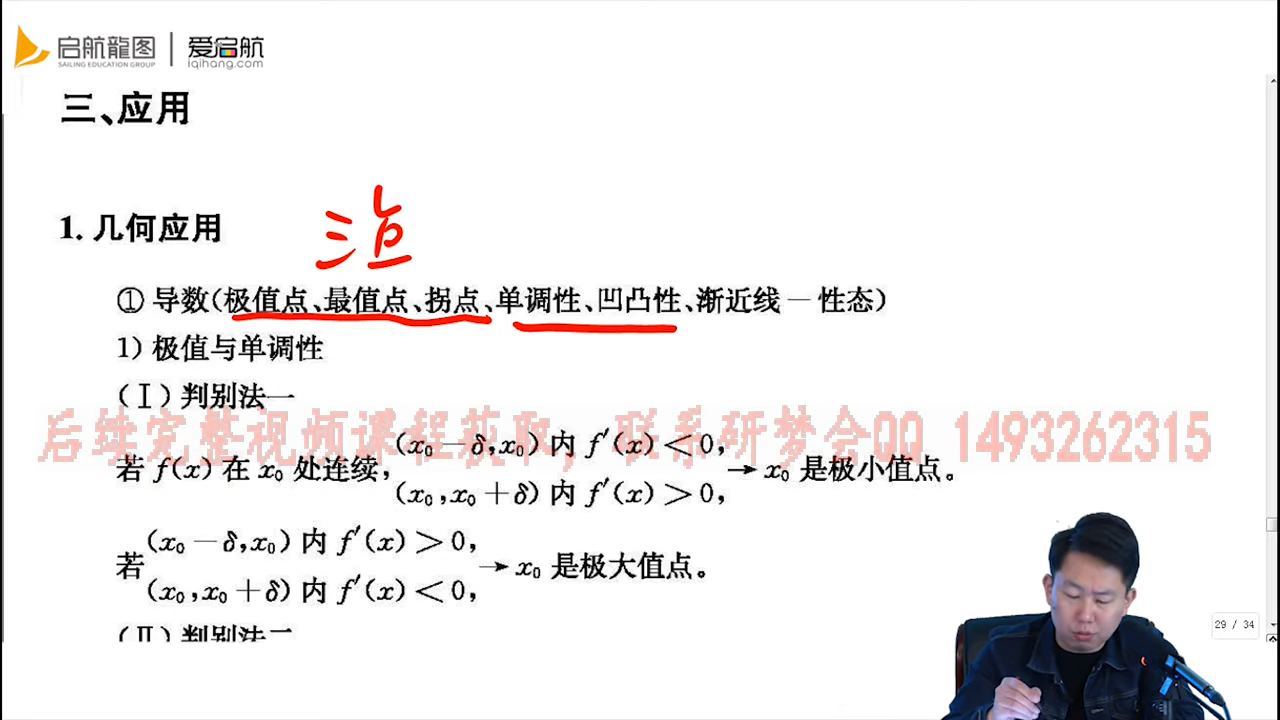 启航龍图 | 爱启航
SAILING EDUCATION GROUP iqihang.com
三、应用
1. 几何应用
三点
① 导数(极值点、最值点、拐点、单调性、凹凸性、渐近线—性态)
1) 极值与单调性
(Ⅰ) 判别法一
后续完整视频课程获取，联系研梦会QQ 1493262315
(x₀－δ,x₀) 内 f′(x)＜0,
若 f(x) 在 x₀ 处连续, → x₀ 是极小值点。
(x₀,x₀＋δ) 内 f′(x)＞0,
(x₀－δ,x₀) 内 f′(x)＞0,
若 → x₀ 是极大值点。
(x₀,x₀＋δ) 内 f′(x)＜0,
(Ⅱ) 判别法二
29 / 34